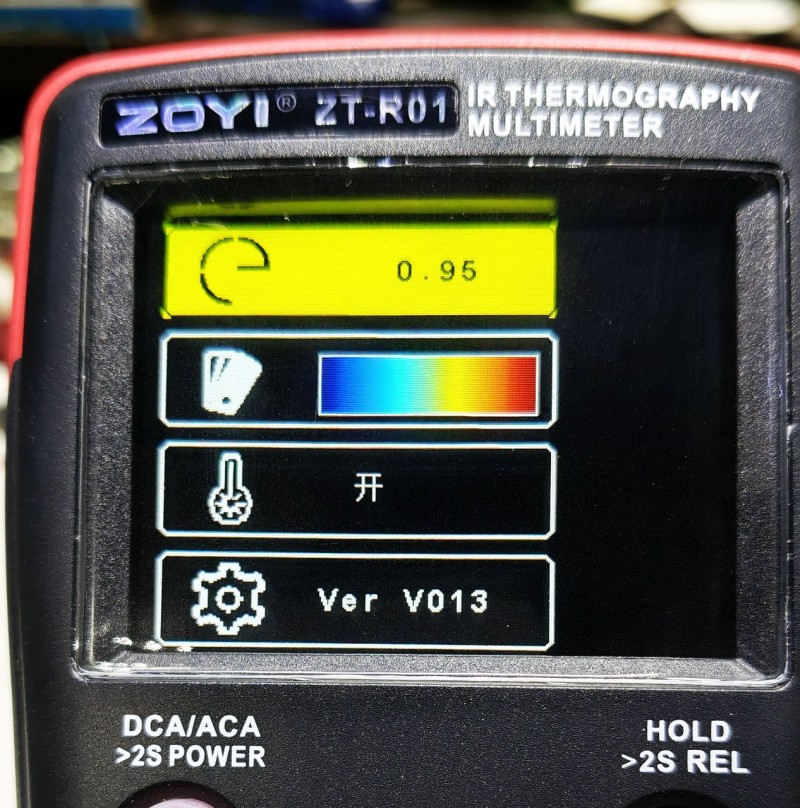 ZOYI® ZT-R01
IR THERMOGRAPHY
MULTIMETER
0.95
开
Ver V013
DCA/ACA
>2S POWER
HOLD
>2S REL